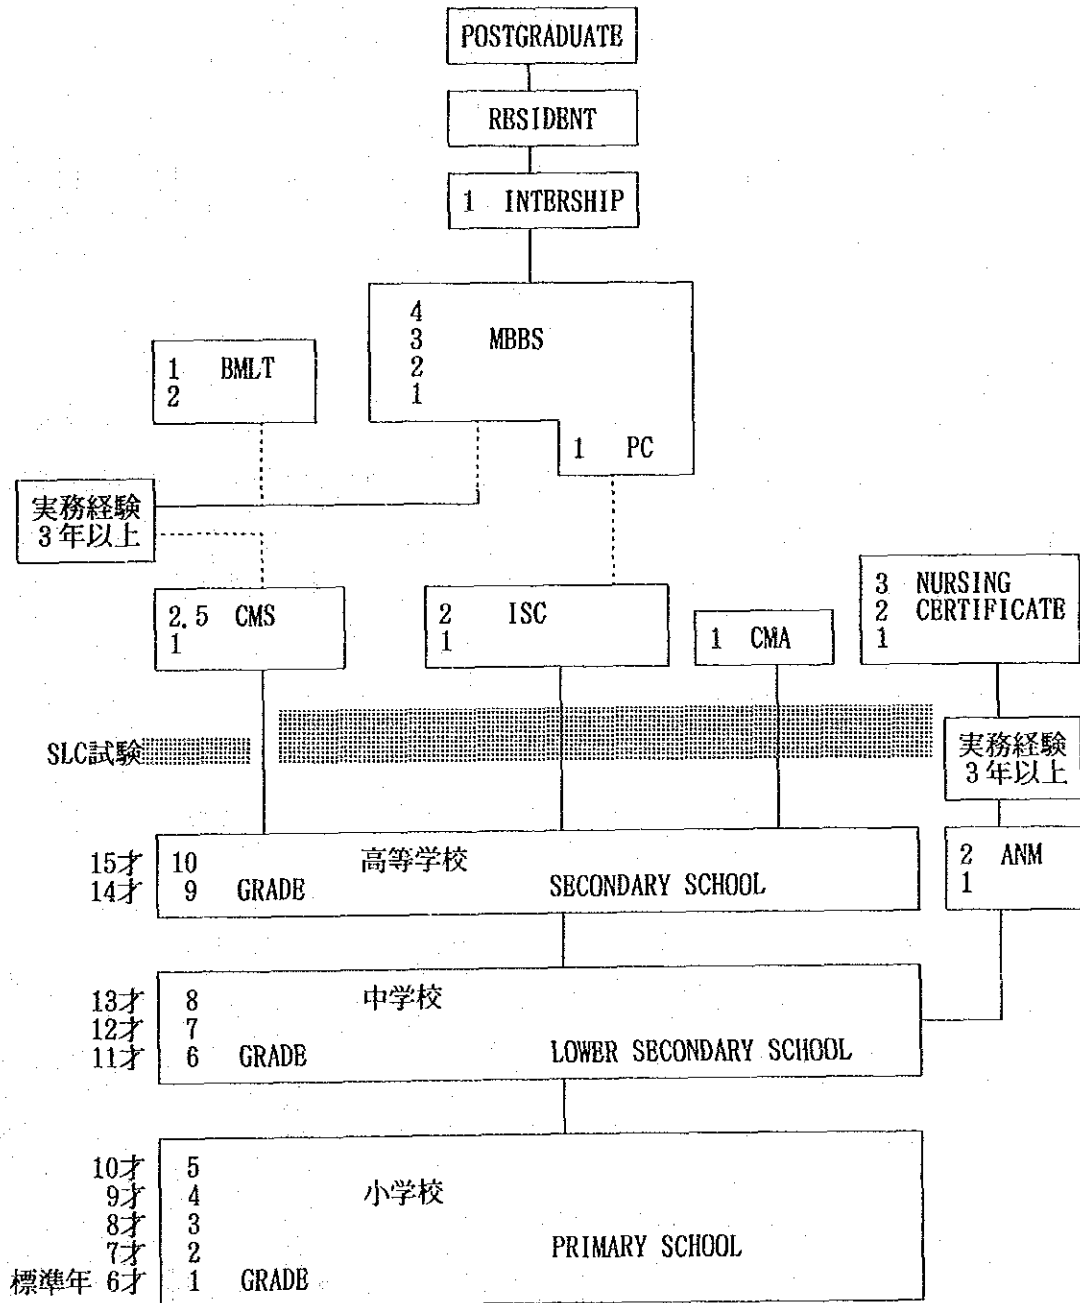 POSTGRADUATE
RESIDENT
1 INTERSHIP
4
3 MBBS
2
1
1 BMLT
2
1 PC
実務経験
3年以上
2.5 CMS
1
2 ISC
1
1 CMA
3 NURSING
2 CERTIFICATE
1
SLC試験
実務経験
3年以上
15才 10 高等学校
14才 9 GRADE SECONDARY SCHOOL
2 ANM
1
13才 8 中学校
12才 7
11才 6 GRADE LOWER SECONDARY SCHOOL
10才 5
9才 4 小学校
8才 3
7才 2 PRIMARY SCHOOL
標準年 6才 1 GRADE